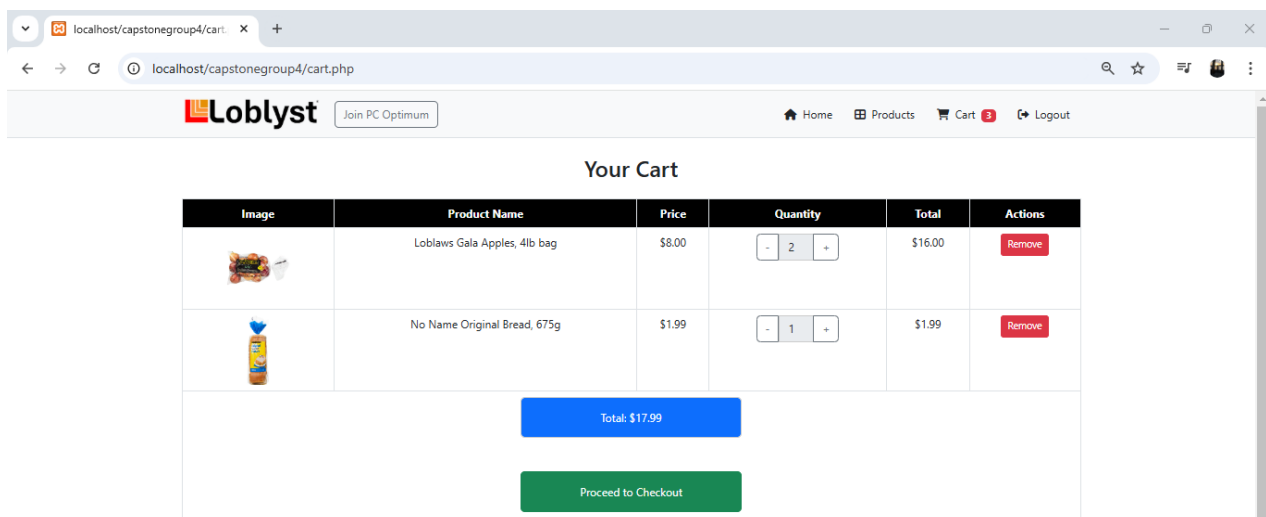 localhost/capstonegroup4/cart.
localhost/capstonegroup4/cart.php
Loblyst Join PC Optimum Home Products Cart 3 Logout
Your Cart
Image Product Name Price Quantity Total Actions
Loblaws Gala Apples, 4lb bag $8.00 - 2 + $16.00 Remove
No Name Original Bread, 675g $1.99 - 1 + $1.99 Remove
Total: $17.99
Proceed to Checkout